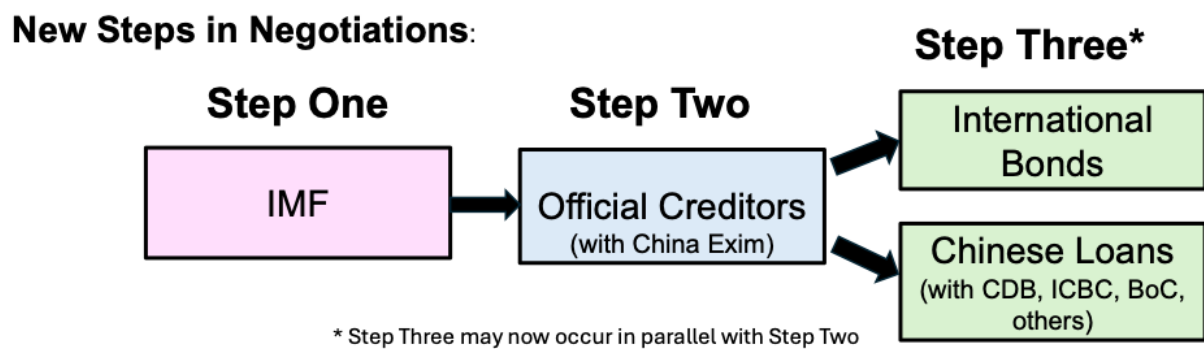 New Steps in Negotiations:
Step One
IMF
Step Two
Official Creditors
(with China Exim)
Step Three*
International
Bonds
Chinese Loans
(with CDB, ICBC, BoC,
others)
* Step Three may now occur in parallel with Step Two